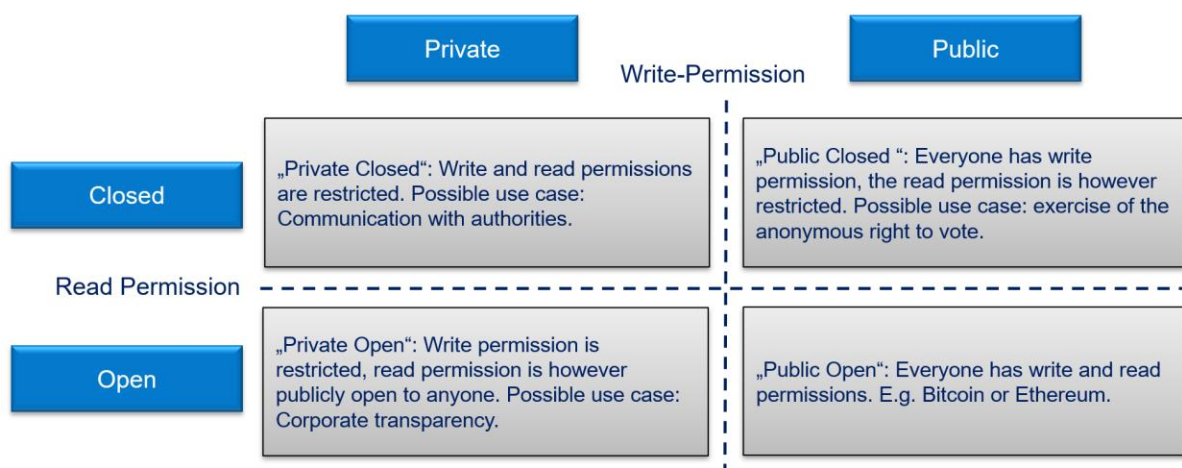 Private
Public
Write-Permission
Closed
„Private Closed“: Write and read permissions
are restricted. Possible use case:
Communication with authorities.
„Public Closed “: Everyone has write
permission, the read permission is however
restricted. Possible use case: exercise of the
anonymous right to vote.
Read Permission
Open
„Private Open“: Write permission is
restricted, read permission is however
publicly open to anyone. Possible use case:
Corporate transparency.
„Public Open“: Everyone has write and read
permissions. E.g. Bitcoin or Ethereum.